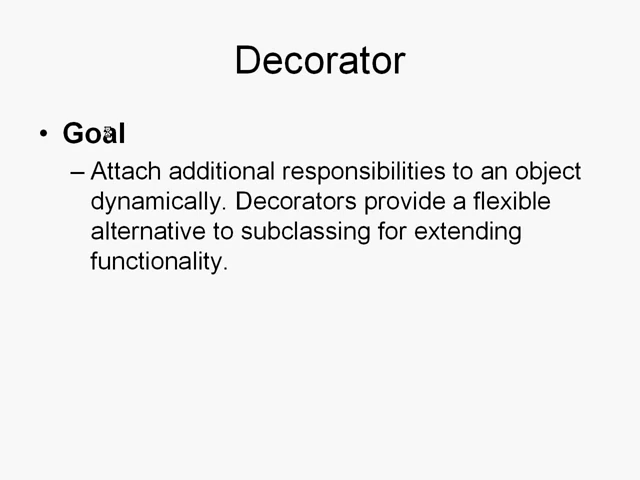 Decorator
• Goal
– Attach additional responsibilities to an object
dynamically. Decorators provide a flexible
alternative to subclassing for extending
functionality.